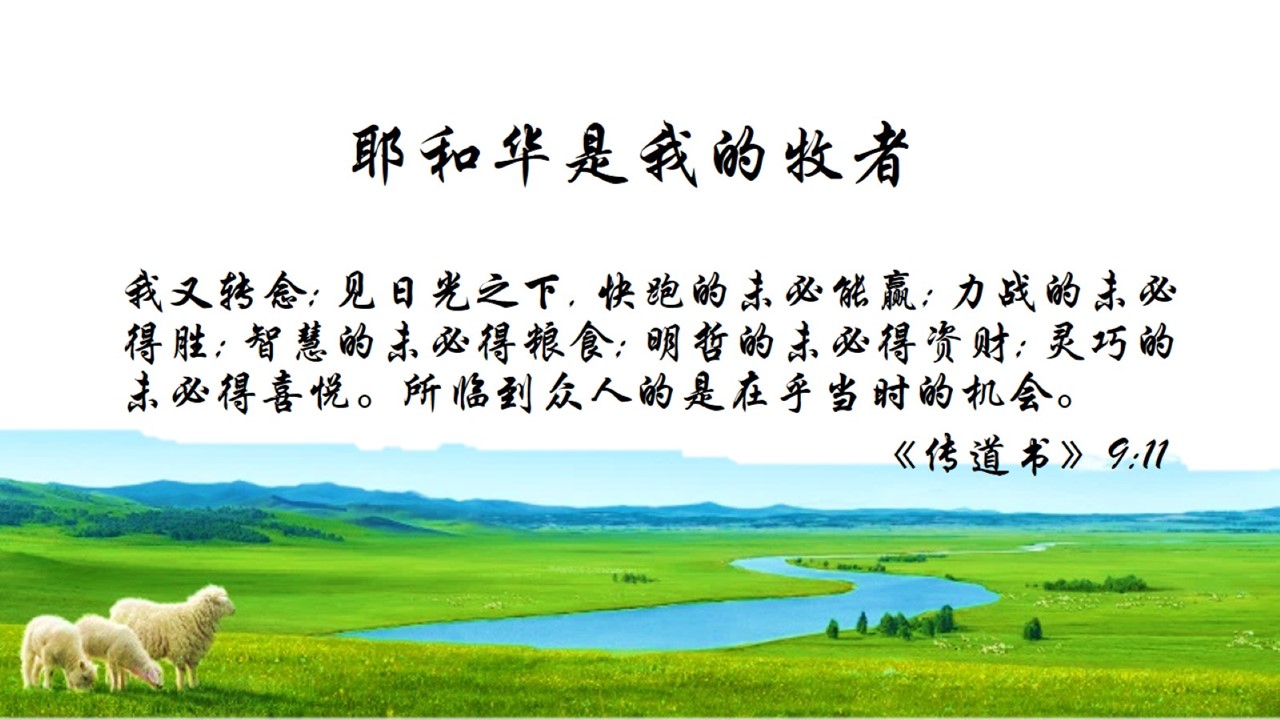 耶和华是我的牧者
我又转念:见日光之下,快跑的未必能赢;力战的未必
得胜;智慧的未必得粮食;明哲的未必得资财;灵巧的
未必得喜悦。所临到众人的是在乎当时的机会。
《传道书》9:11